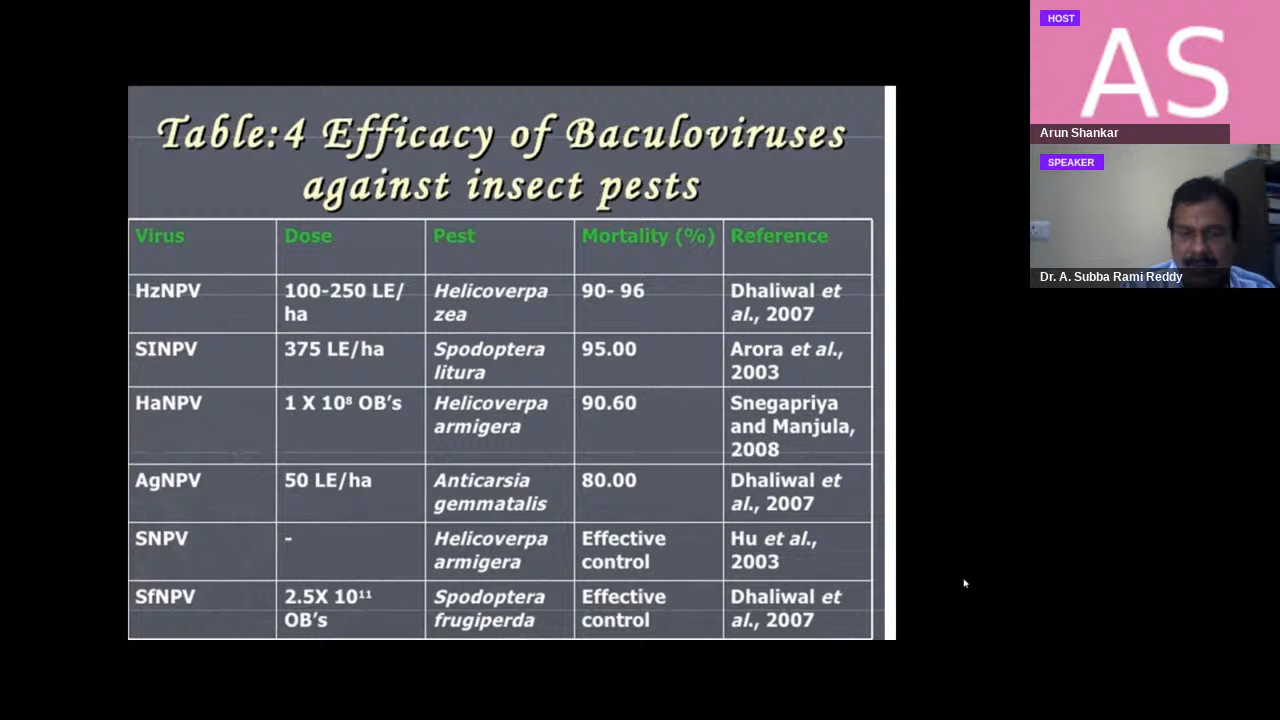 Table:4 Efficacy of Baculoviruses
against insect pests
Virus Dose Pest Mortality (%) Reference
HzNPV 100-250 LE/ Helicoverpa 90- 96 Dhaliwal et
ha zea al., 2007
SINPV 375 LE/ha Spodoptera 95.00 Arora et al.,
litura 2003
HaNPV 1 X 10⁸ OB’s Helicoverpa 90.60 Snegapriya
armigera and Manjula,
2008
AgNPV 50 LE/ha Anticarsia 80.00 Dhaliwal et
gemmatalis al., 2007
SNPV - Helicoverpa Effective Hu et al.,
armigera control 2003
SfNPV 2.5X 10¹¹ Spodoptera Effective Dhaliwal et
OB’s frugiperda control al., 2007
HOST
AS
Arun Shankar
SPEAKER
Dr. A. Subba Rami Reddy